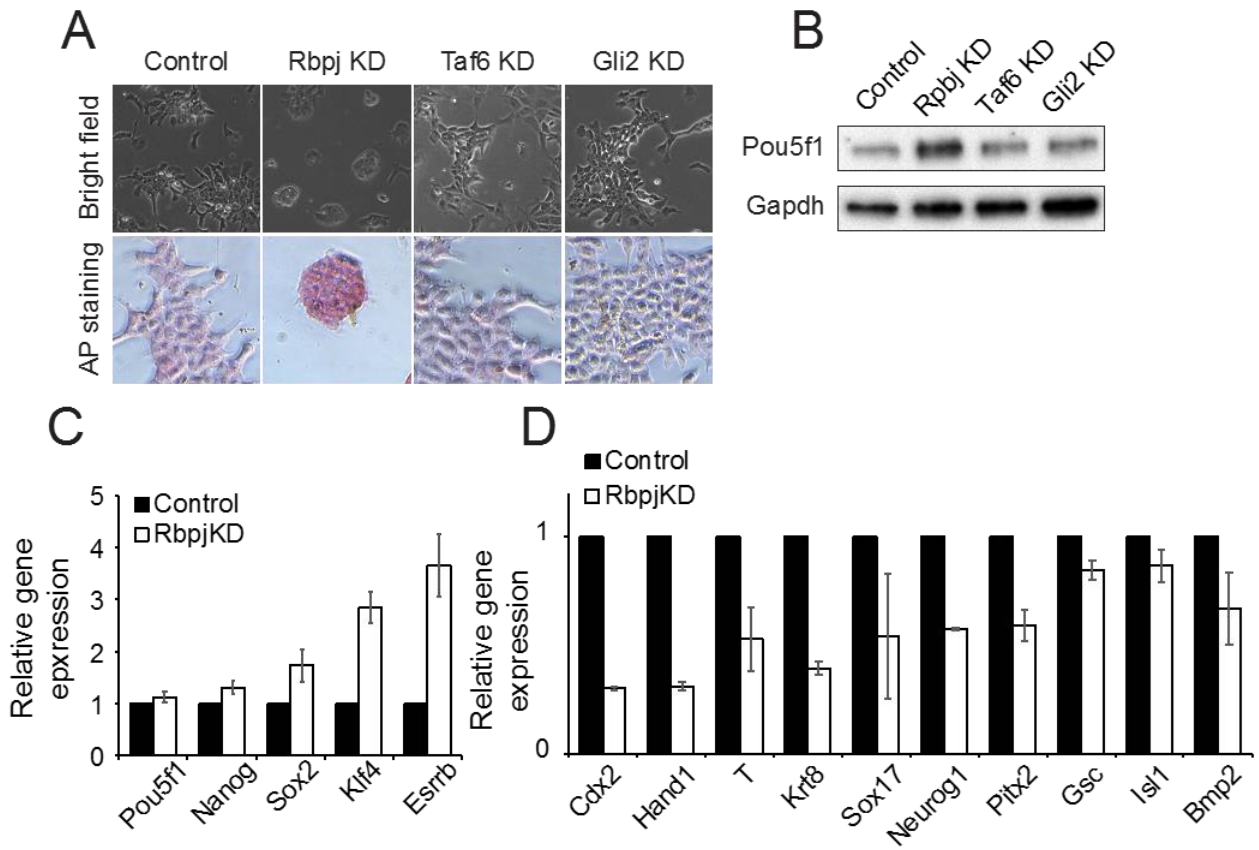 A
Control
Rbpj KD
Taf6 KD
Gli2 KD
Bright field
AP staining
B
Control
Rpbj KD
Taf6 KD
Gli2 KD
Pou5f1
Gapdh
C
Control
RbpjKD
Relative gene
epxression
5
4
3
2
1
0
Pou5f1
Nanog
Sox2
Klf4
Esrrb
D
Control
RbpjKD
Relative gene
expression
1
0
Cdx2
Hand1
T
Krt8
Sox17
Neurog1
Pitx2
Gsc
Isl1
Bmp2